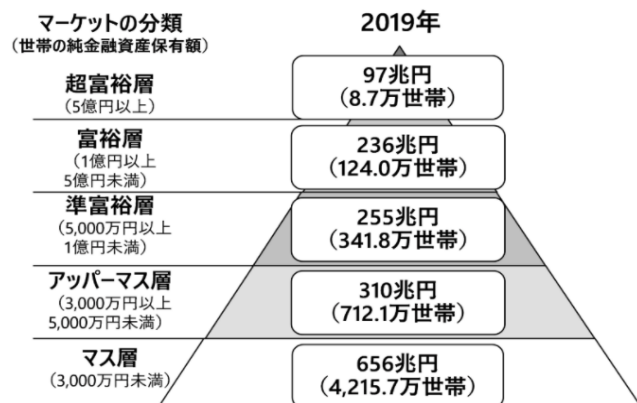 マーケットの分類
（世帯の純金融資産保有額）
2019年
超富裕層
（5億円以上）
97兆円
（8.7万世帯）
富裕層
（1億円以上
5億円未満）
236兆円
（124.0万世帯）
準富裕層
（5,000万円以上
1億円未満）
255兆円
（341.8万世帯）
アッパーマス層
（3,000万円以上
5,000万円未満）
310兆円
（712.1万世帯）
マス層
（3,000万円未満）
656兆円
（4,215.7万世帯）